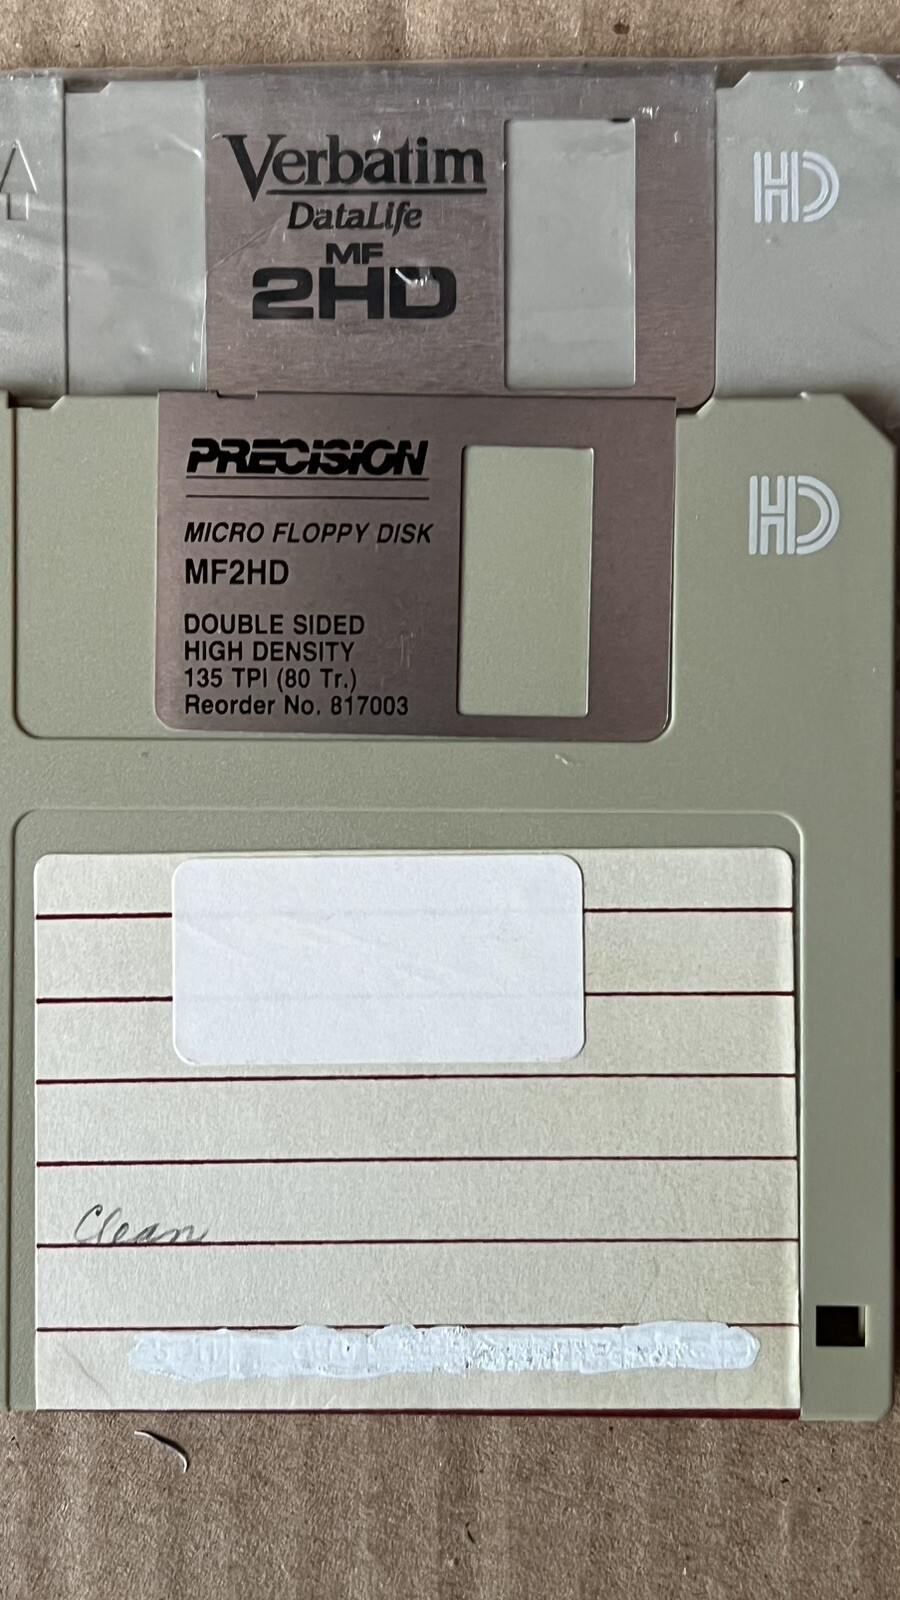 Verbatim
DataLife
MF
2HD
HD
PRECISION
MICRO FLOPPY DISK
MF2HD
DOUBLE SIDED
HIGH DENSITY
135 TPI (80 Tr.)
Reorder No. 817003
HD
Clean